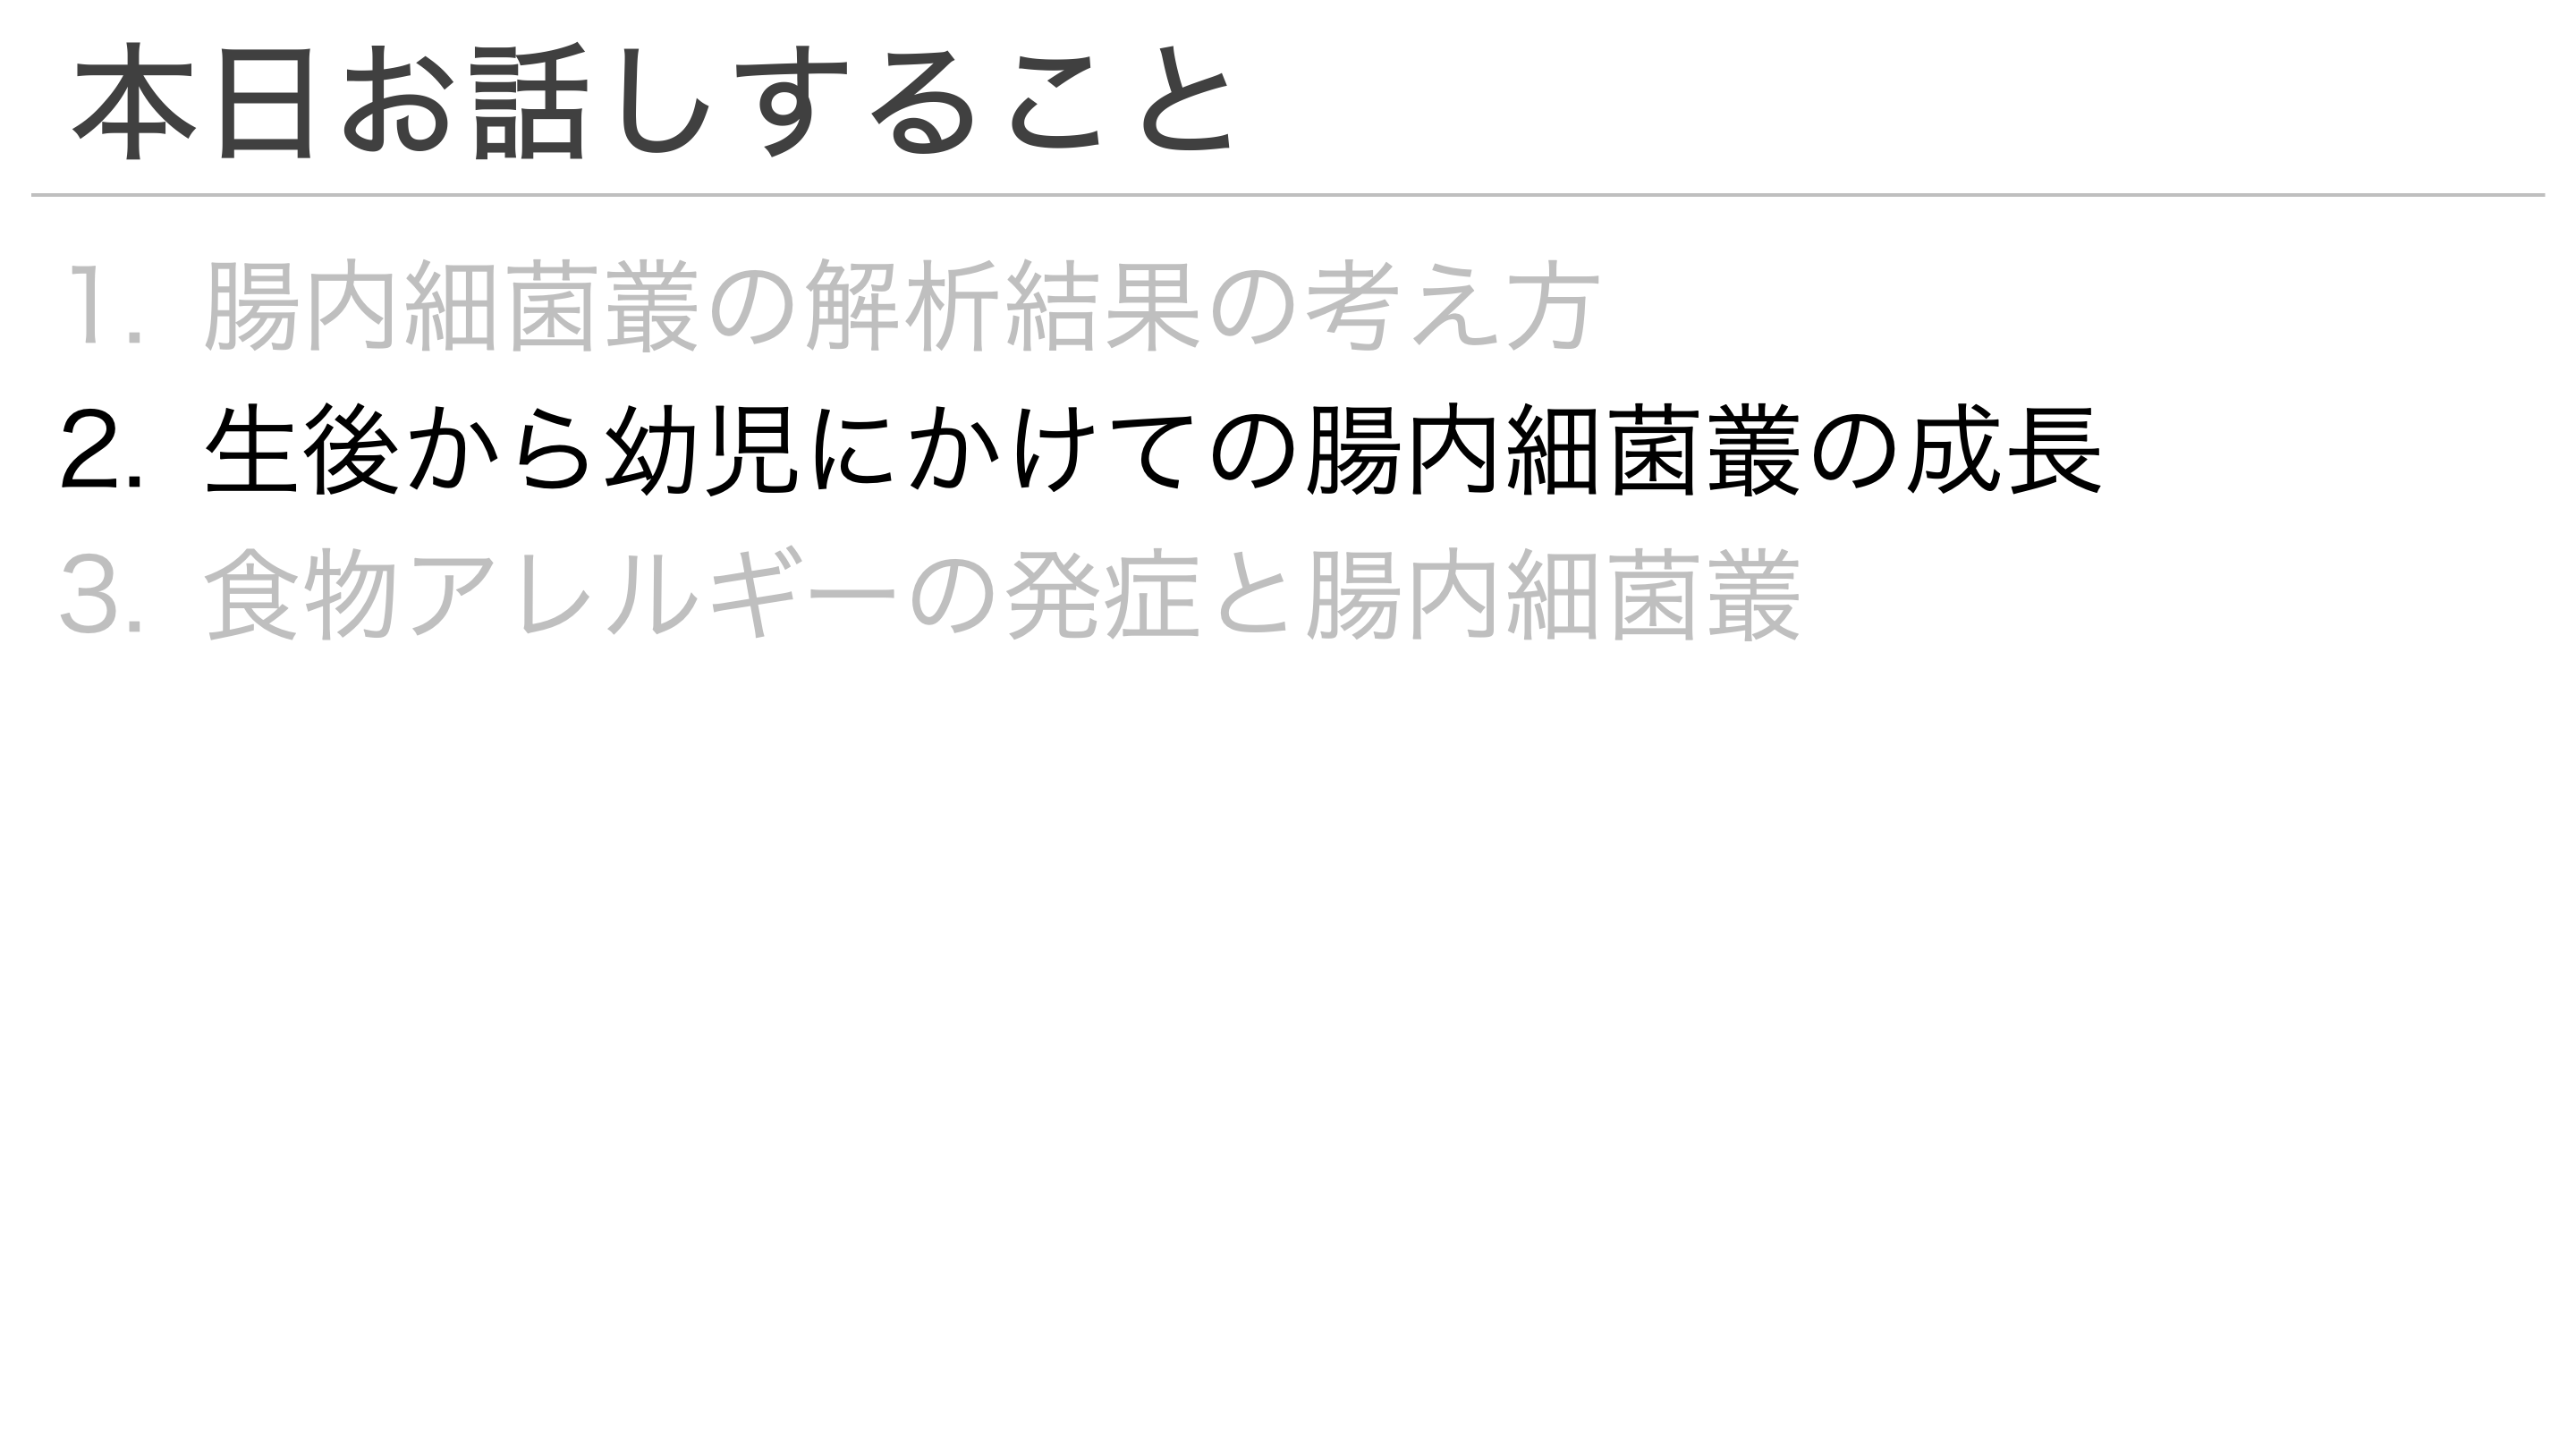 本日お話しすること
1. 腸内細菌叢の解析結果の考え方
2. 生後から幼児にかけての腸内細菌叢の成長
3. 食物アレルギーの発症と腸内細菌叢